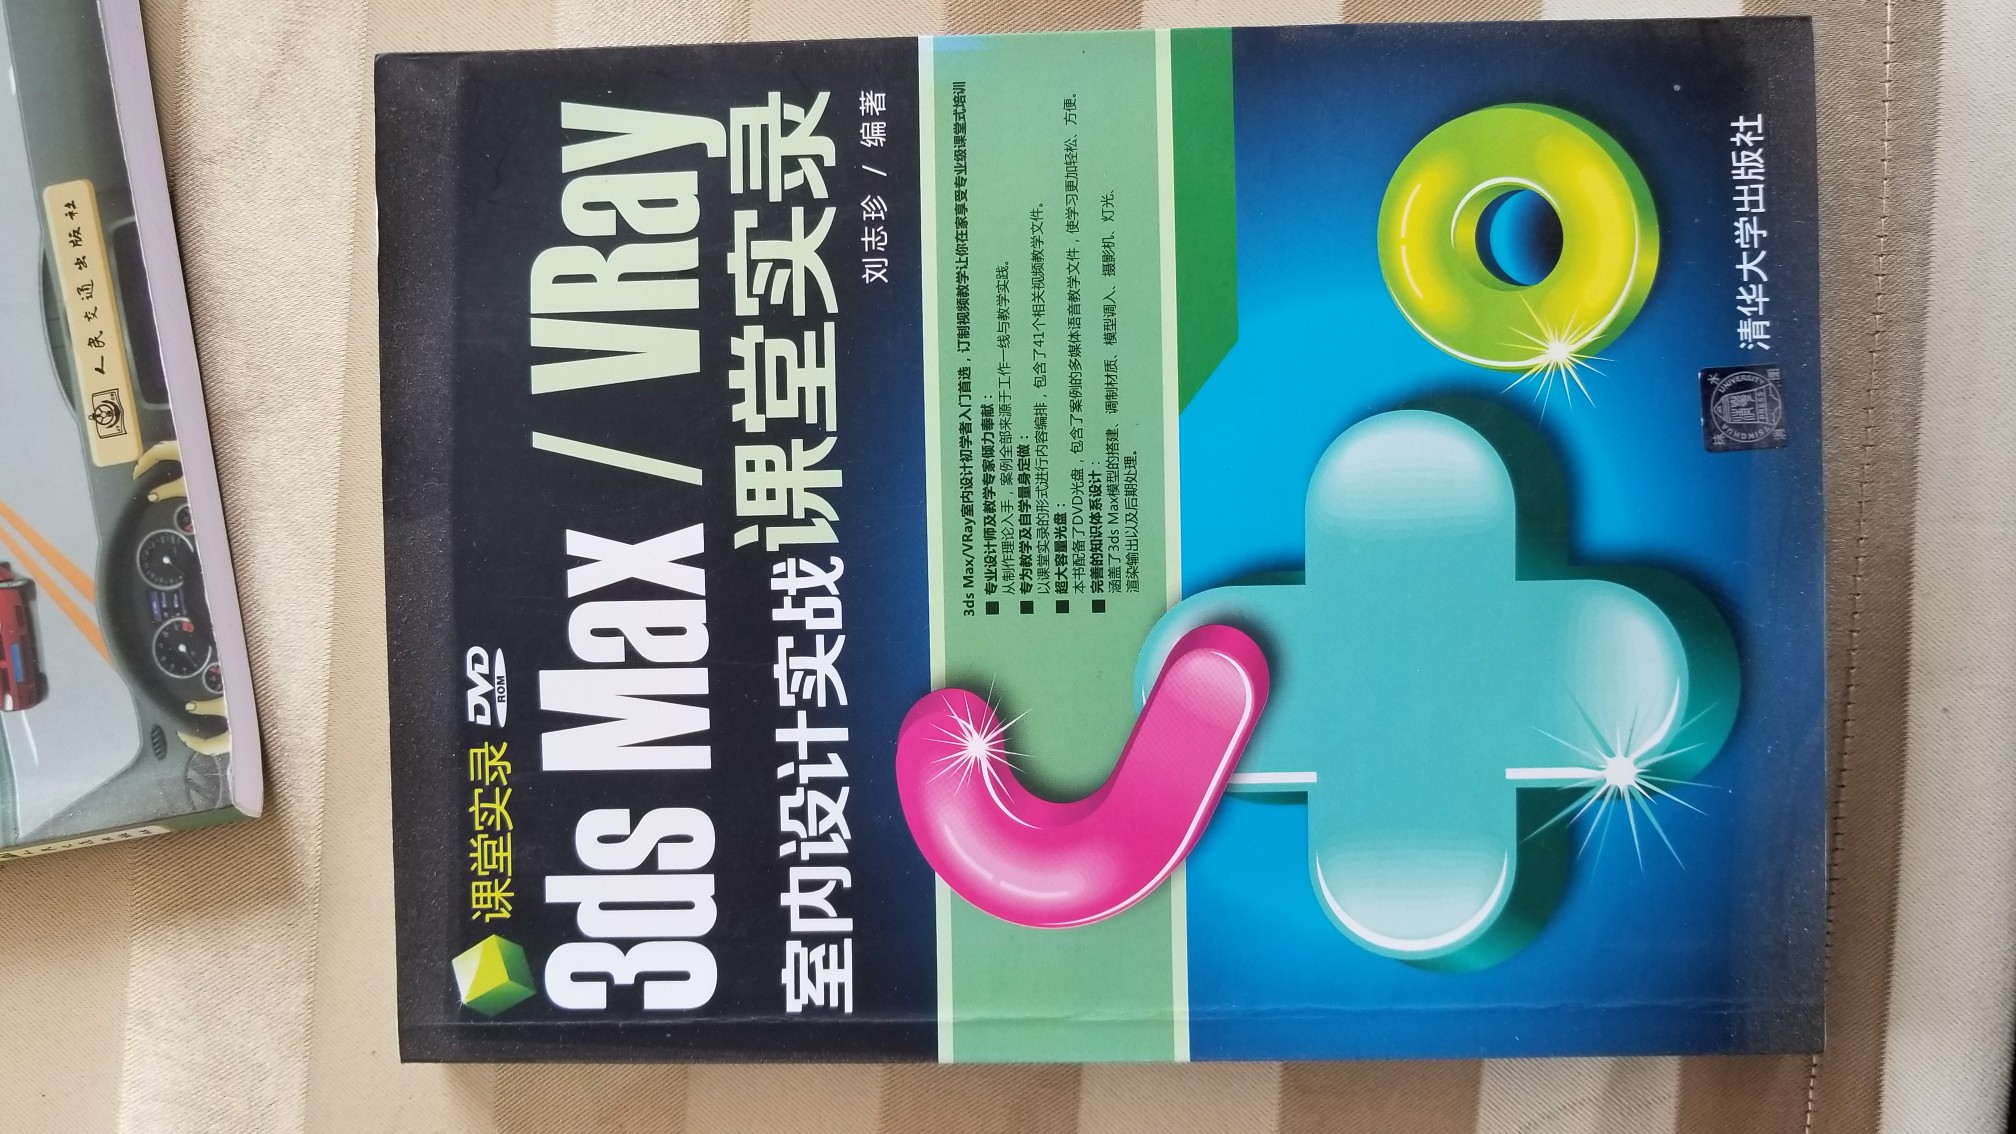 课堂实录 DVD ROM
3ds Max / VRay
室内设计实战课堂实录
刘志珍 / 编著
3ds Max/VRay室内设计初学者入门首选，订制视频教学让你在家享受专业级课堂式培训
■ 专业设计师及教学专家倾力奉献：
从制作理论入手，案例全部来源于工作一线与教学实践。
■ 专为教学及自学量身定做：
以课堂实录的形式进行内容编排，包含了41个相关视频教学文件。
■ 超大容量光盘：
本书配备了DVD光盘，包含了案例的多媒体语音教学文件，使学习更加轻松、方便。
■ 完善的知识体系设计：
涵盖了3ds Max模型的搭建、调制材质、模型调入、摄影机、灯光、
渲染输出以及后期处理。
清华大学出版社
TSINGHUA UNIVERSITY PRESS
人民交通出版社